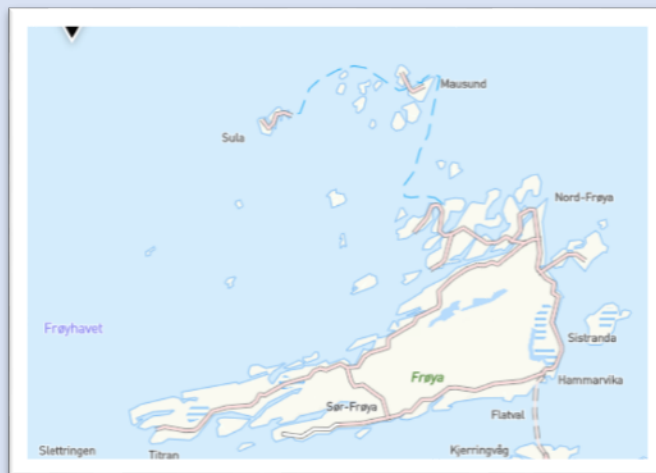 Mausund
Sula
Nord-Frøya
Frøyhavet
Sistranda
Frøya
Hammarvika
Sør-Frøya
Flatval
Slettringen
Titran
Kjerringvåg